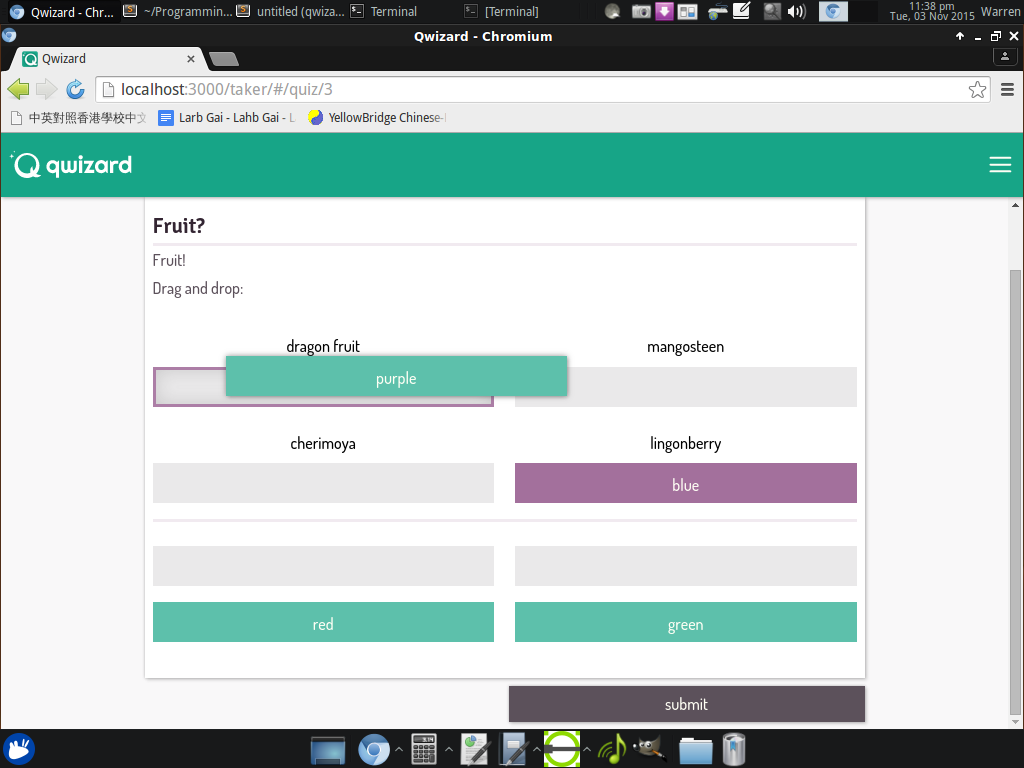 Qwizard - Chr...
~/Programmin...
untitled (qwiza...
Terminal
[Terminal]
11:38 pm
Tue, 03 Nov 2015
Warren
Qwizard - Chromium
Qwizard
localhost:3000/taker/#/quiz/3
中英對照香港學校中文
Larb Gai - Lahb Gai - L
YellowBridge Chinese-
qwizard
Fruit?
Fruit!
Drag and drop:
dragon fruit
mangosteen
purple
cherimoya
lingonberry
blue
red
green
submit
3.14